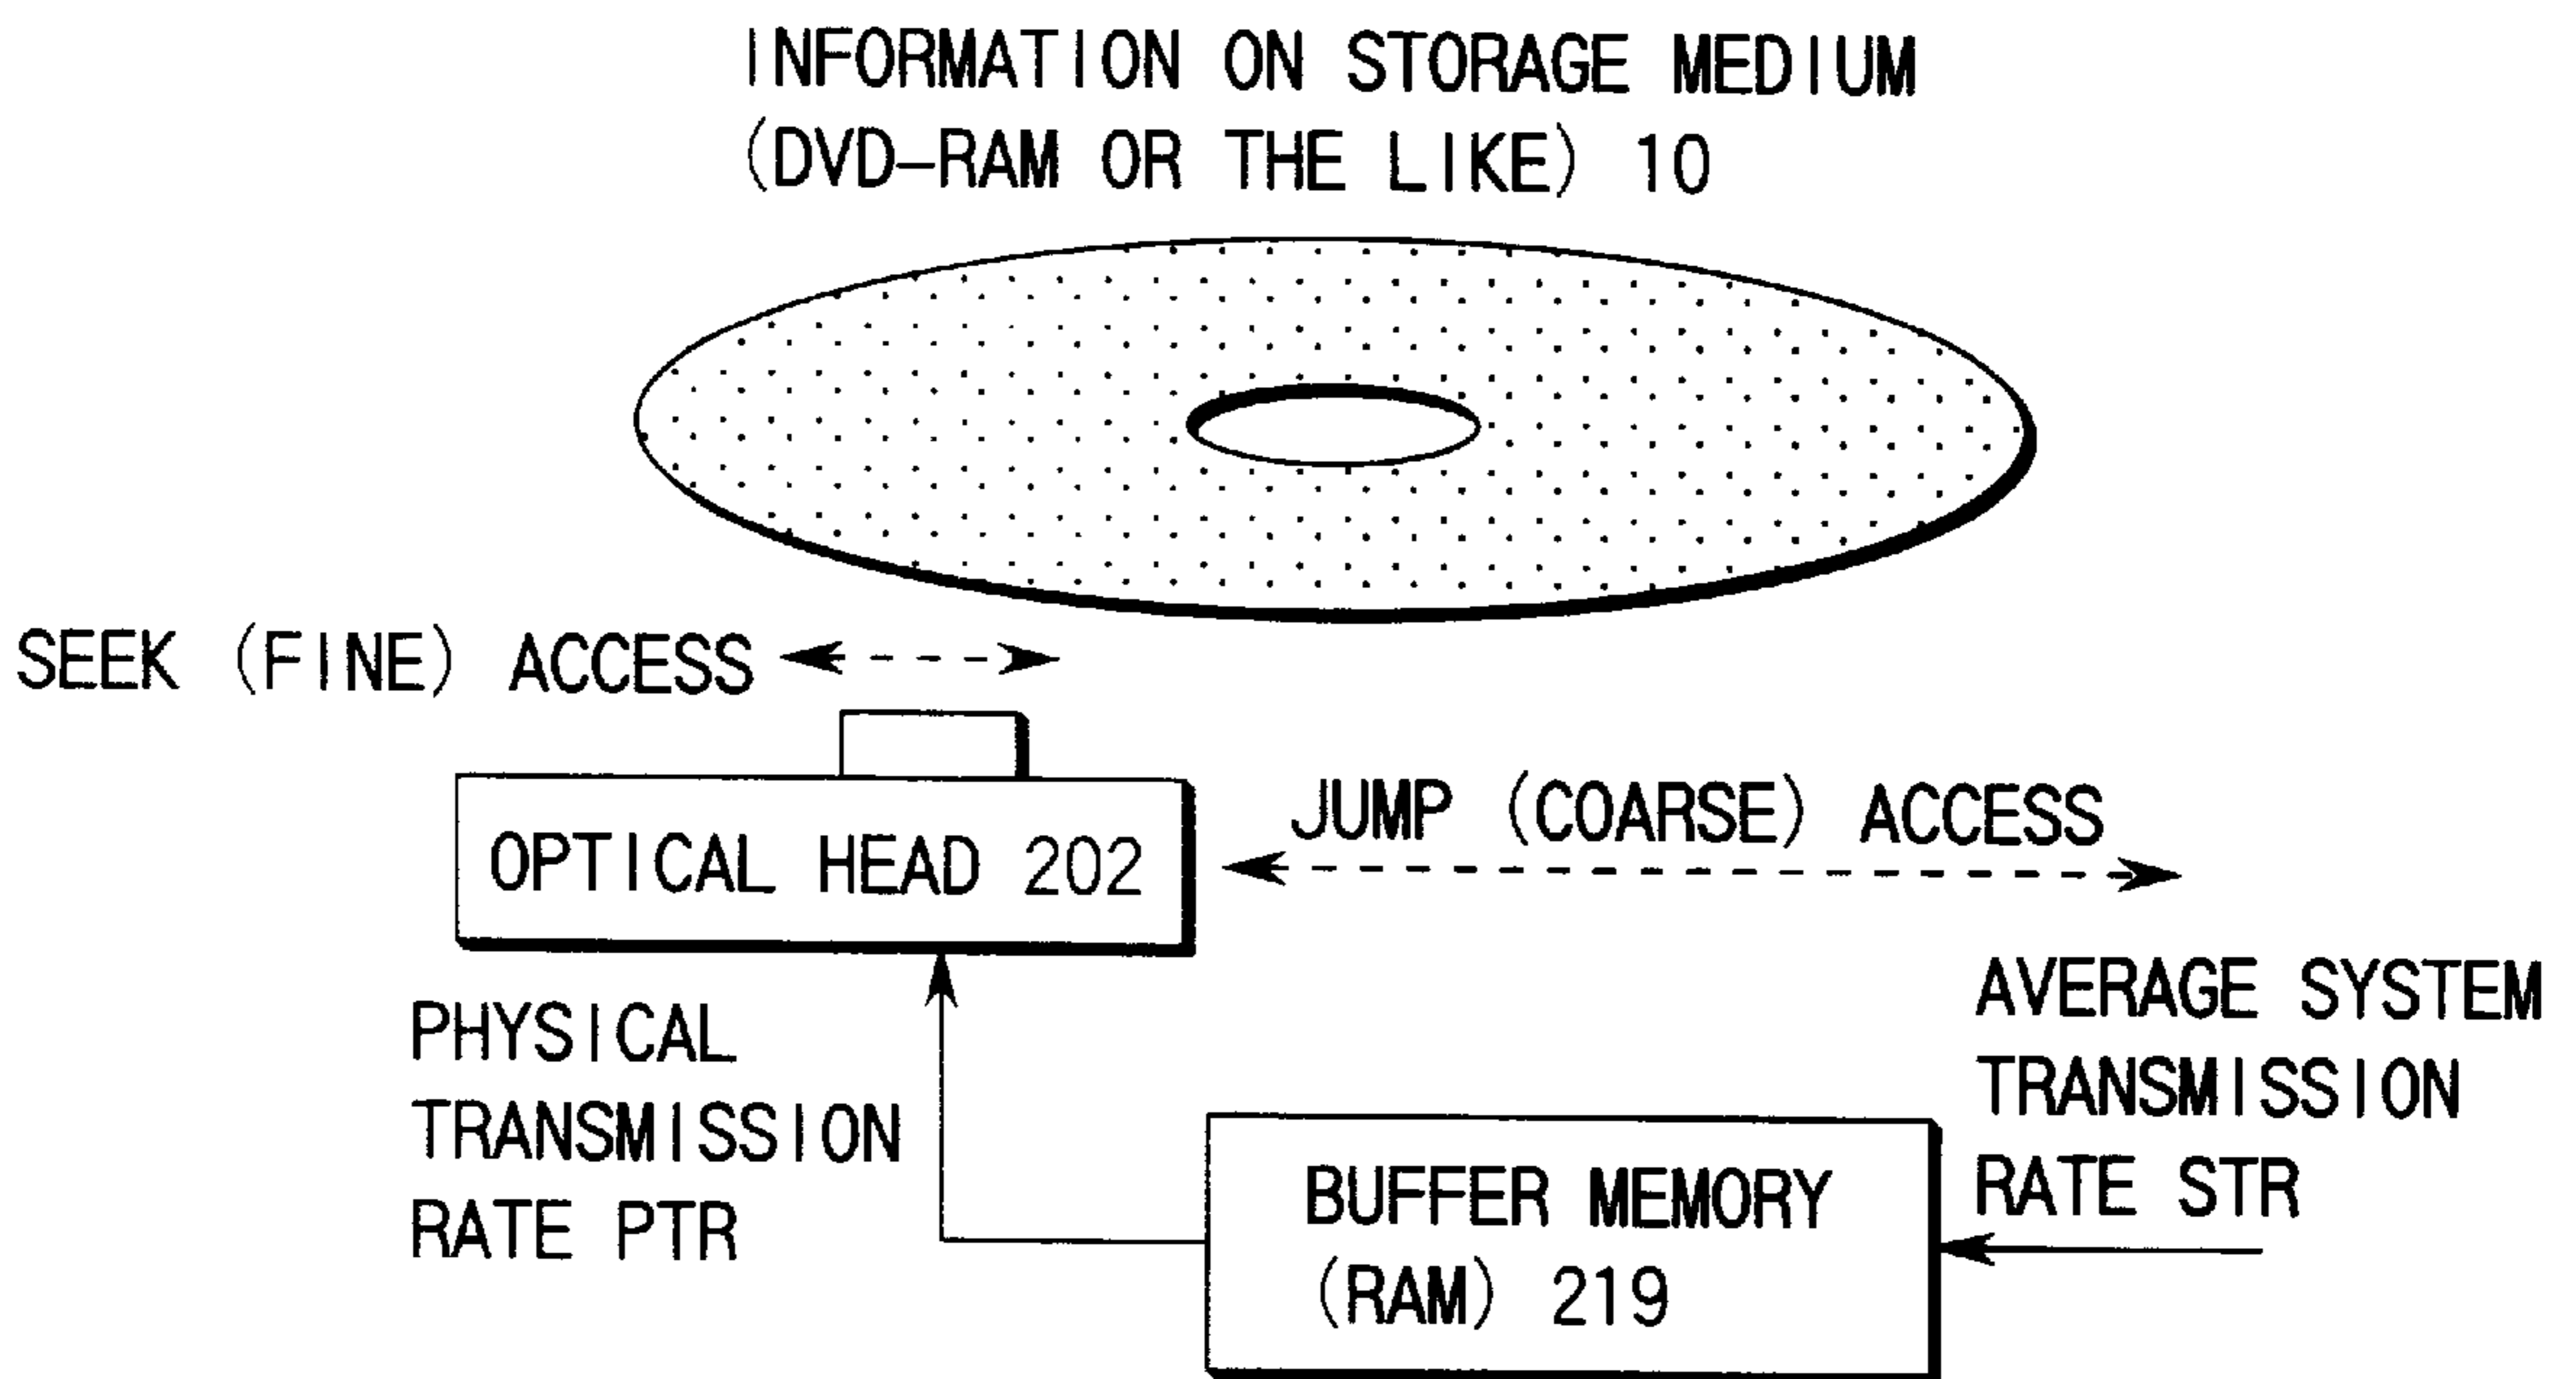 INFORMATION ON STORAGE MEDIUM
(DVD-RAM OR THE LIKE) 10
SEEK (FINE) ACCESS
OPTICAL HEAD 202
JUMP (COARSE) ACCESS
PHYSICAL
TRANSMISSION
RATE PTR
AVERAGE SYSTEM
TRANSMISSION
RATE STR
BUFFER MEMORY
(RAM) 219